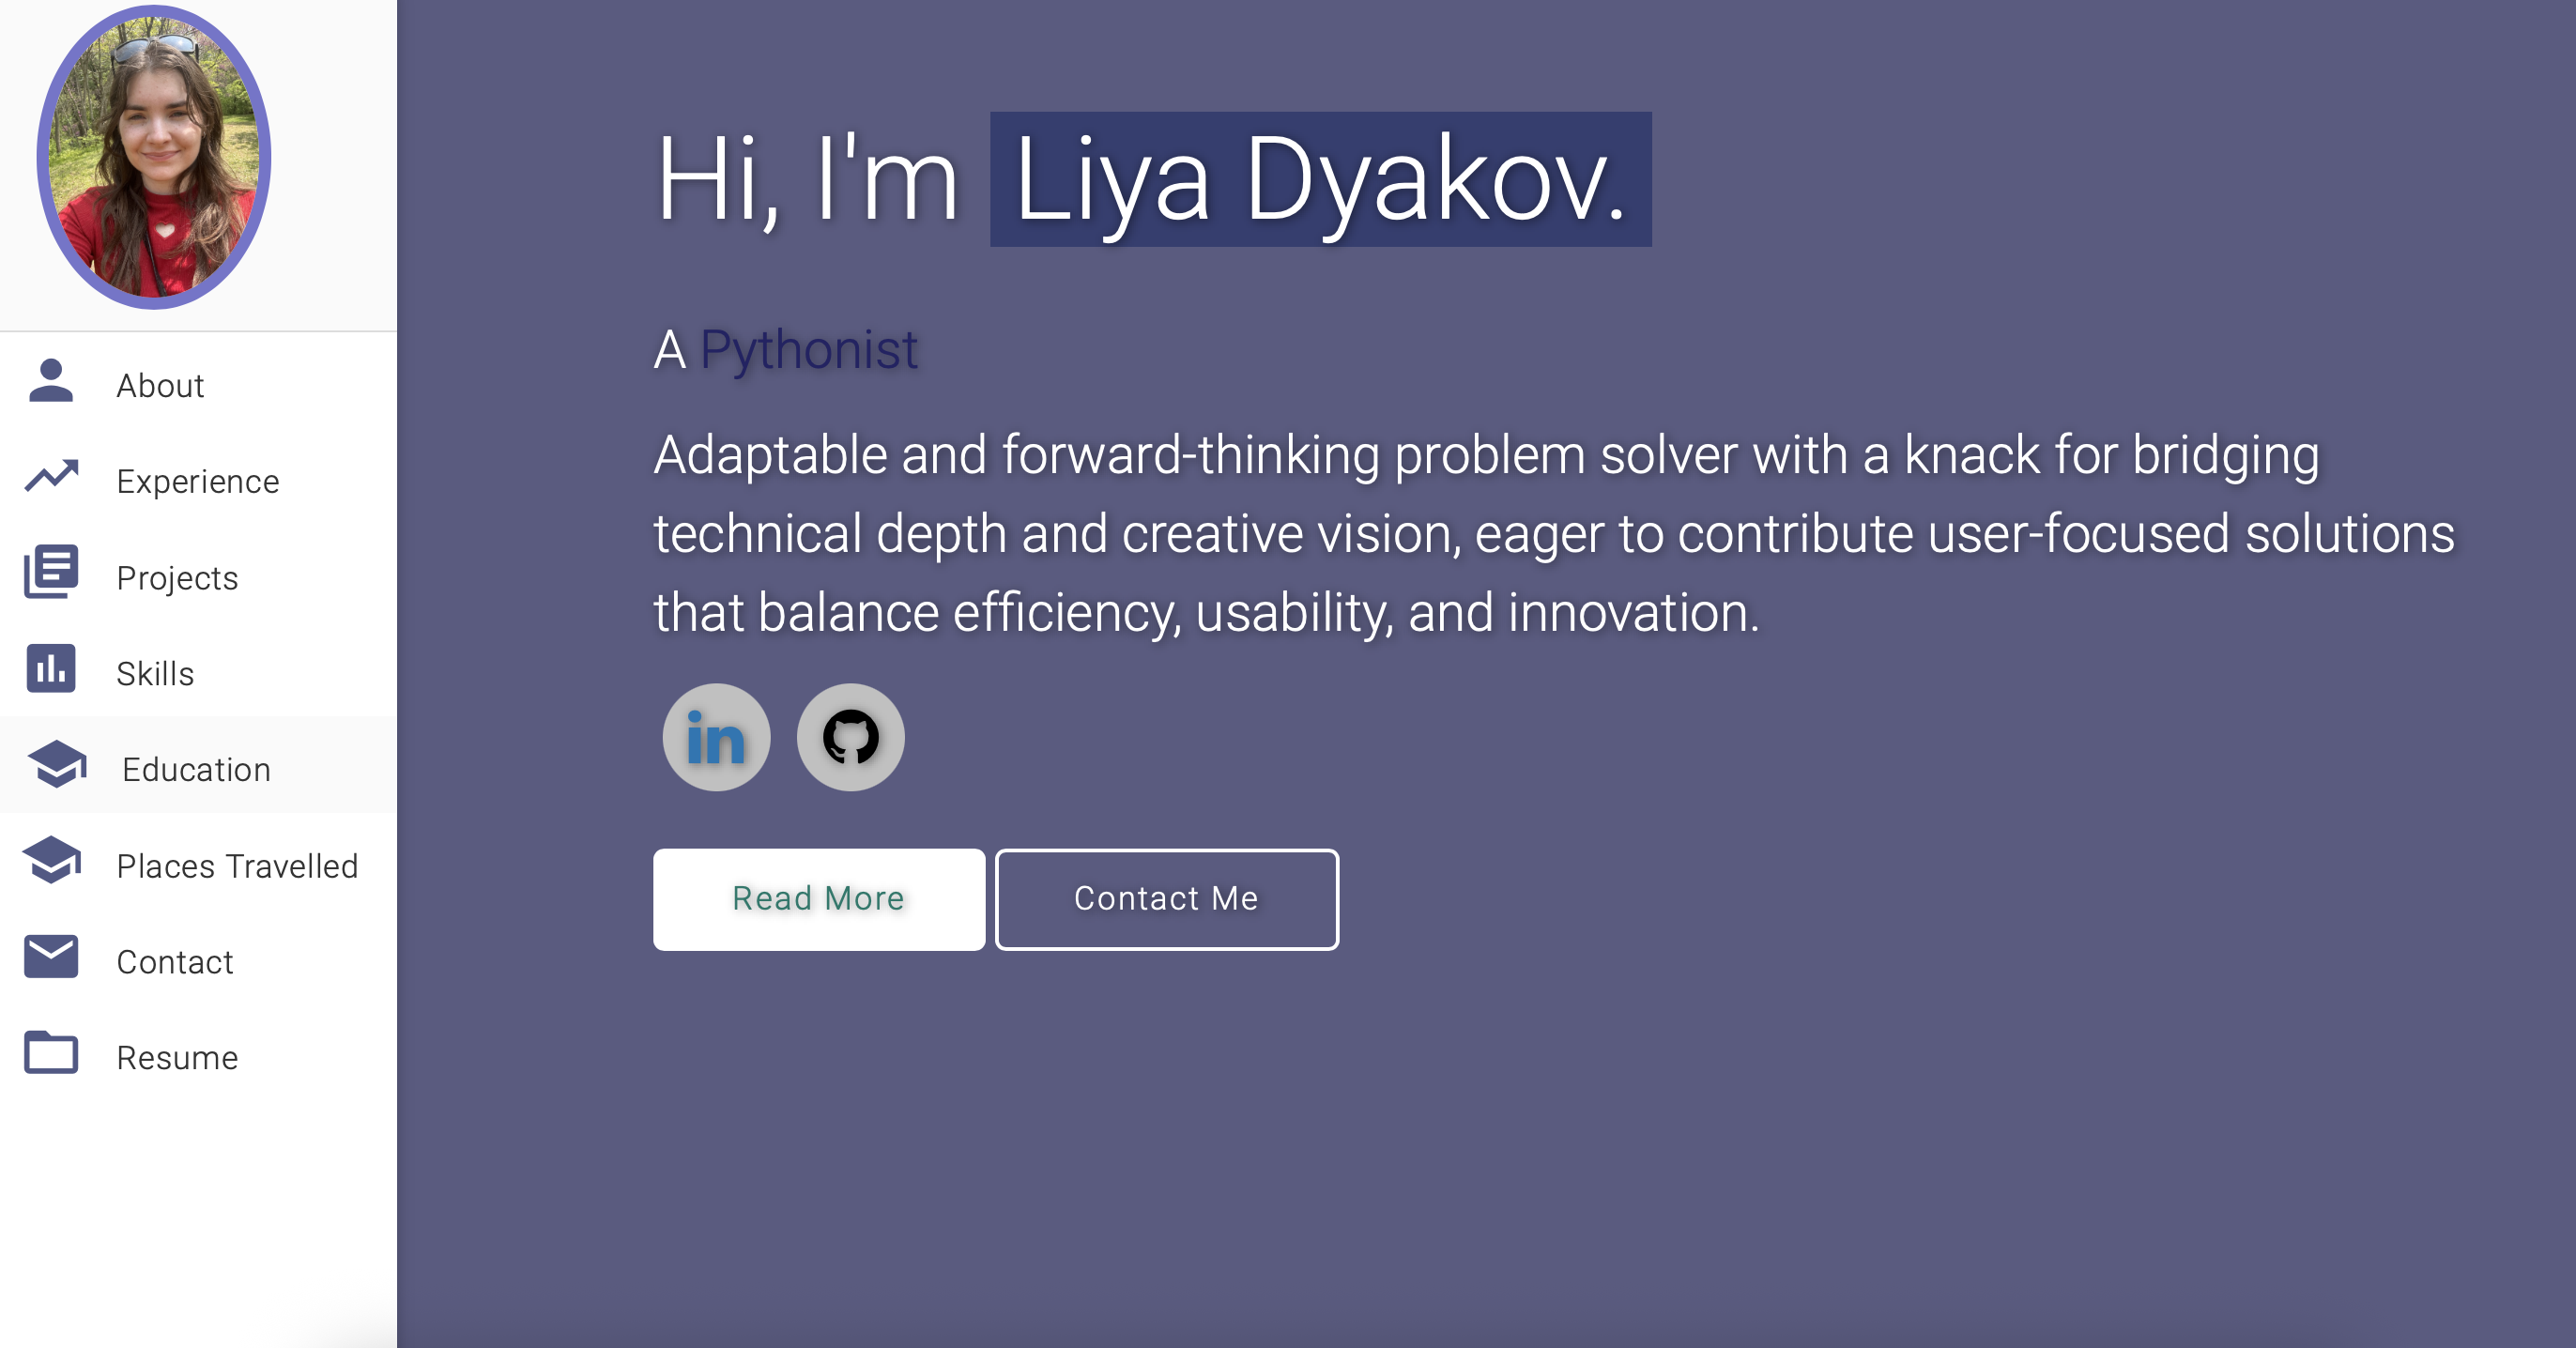 About
Experience
Projects
Skills
Education
Places Travelled
Contact
Resume
Hi, I'm Liya Dyakov.
A Pythonist
Adaptable and forward-thinking problem solver with a knack for bridging
technical depth and creative vision, eager to contribute user-focused solutions
that balance efficiency, usability, and innovation.
in
Read More
Contact Me